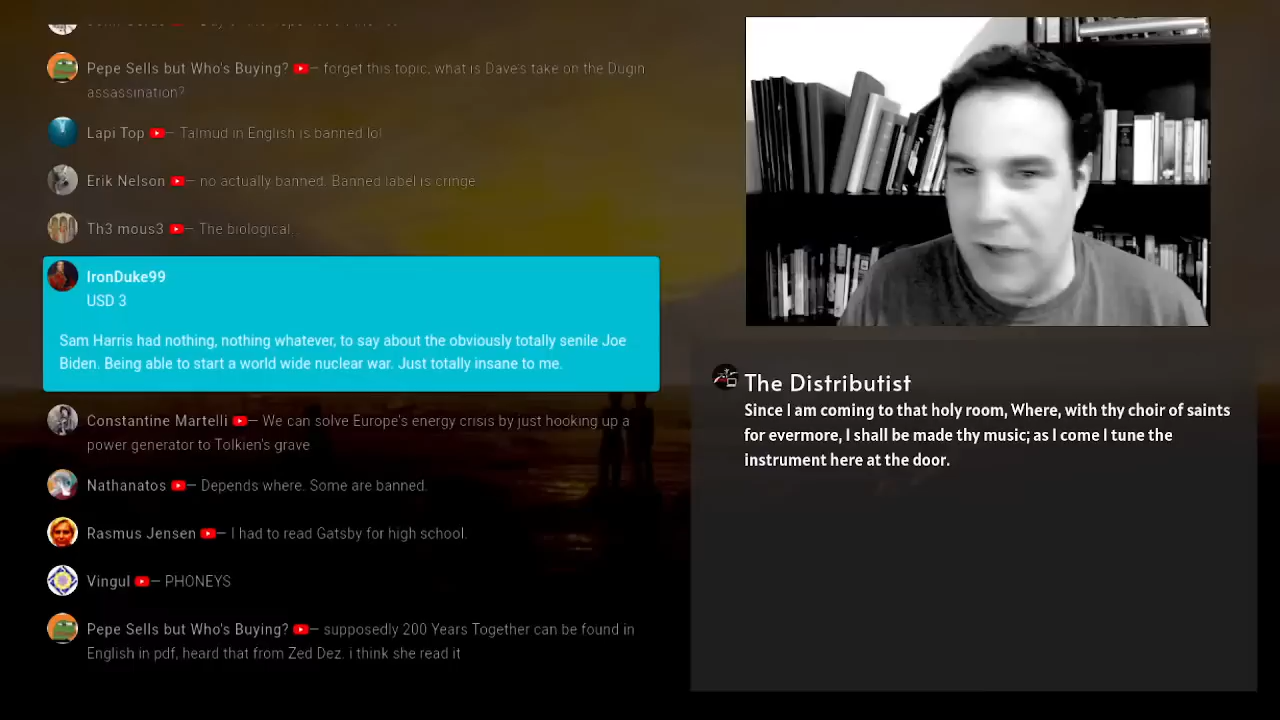 Pepe Sells but Who's Buying? — forget this topic, what is Dave's take on the Dugin
assassination?
Lapi Top — Talmud in English is banned lol
Erik Nelson — no actually banned. Banned label is cringe
Th3 mous3 — The biological.
IronDuke99
USD 3
Sam Harris had nothing, nothing whatever, to say about the obviously totally senile Joe
Biden. Being able to start a world wide nuclear war. Just totally insane to me.
Constantine Martelli — We can solve Europe's energy crisis by just hooking up a
power generator to Tolkien's grave
Nathanatos — Depends where. Some are banned.
Rasmus Jensen — I had to read Gatsby for high school.
Vingul — PHONEYS
Pepe Sells but Who's Buying? — supposedly 200 Years Together can be found in
English in pdf, heard that from Zed Dez. i think she read it
The Distributist
Since I am coming to that holy room, Where, with thy choir of saints
for evermore, I shall be made thy music; as I come I tune the
instrument here at the door.